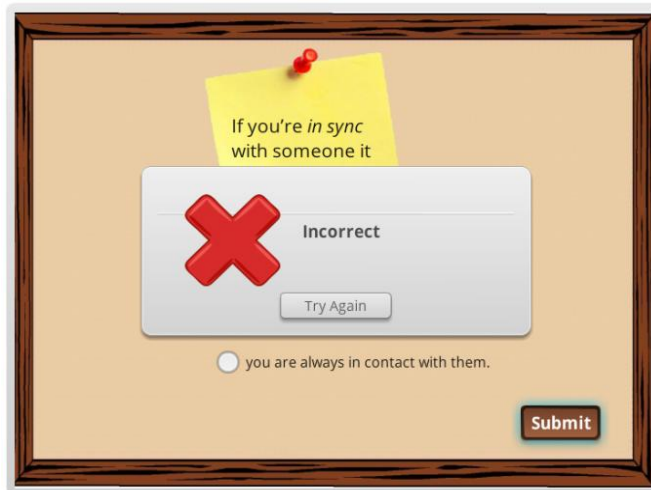 If you're in sync
with someone it
Incorrect
Try Again
you are always in contact with them.
Submit